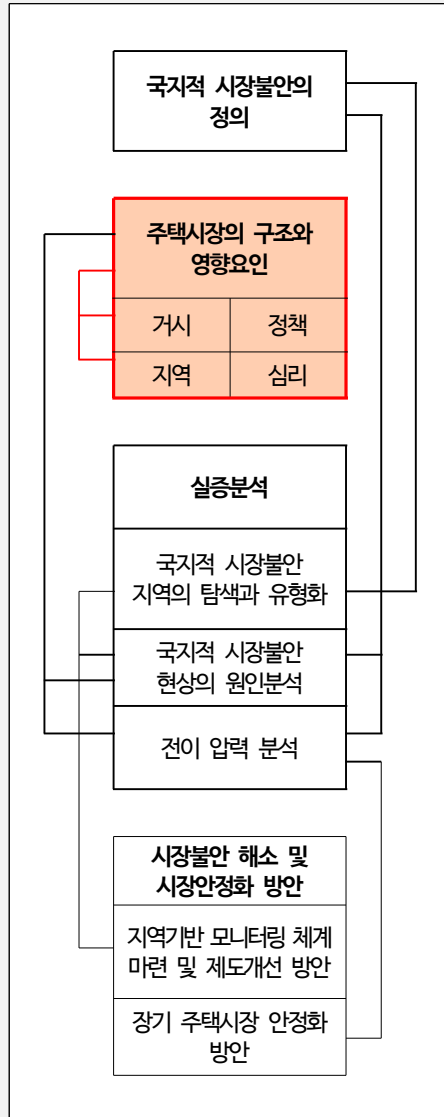 국지적 시장불안의
정의
주택시장의 구조와
영향요인
거시 정책
지역 심리
실증분석
국지적 시장불안
지역의 탐색과 유형화
국지적 시장불안
현상의 원인분석
전이 압력 분석
시장불안 해소 및
시장안정화 방안
지역기반 모니터링 체계
마련 및 제도개선 방안
장기 주택시장 안정화
방안